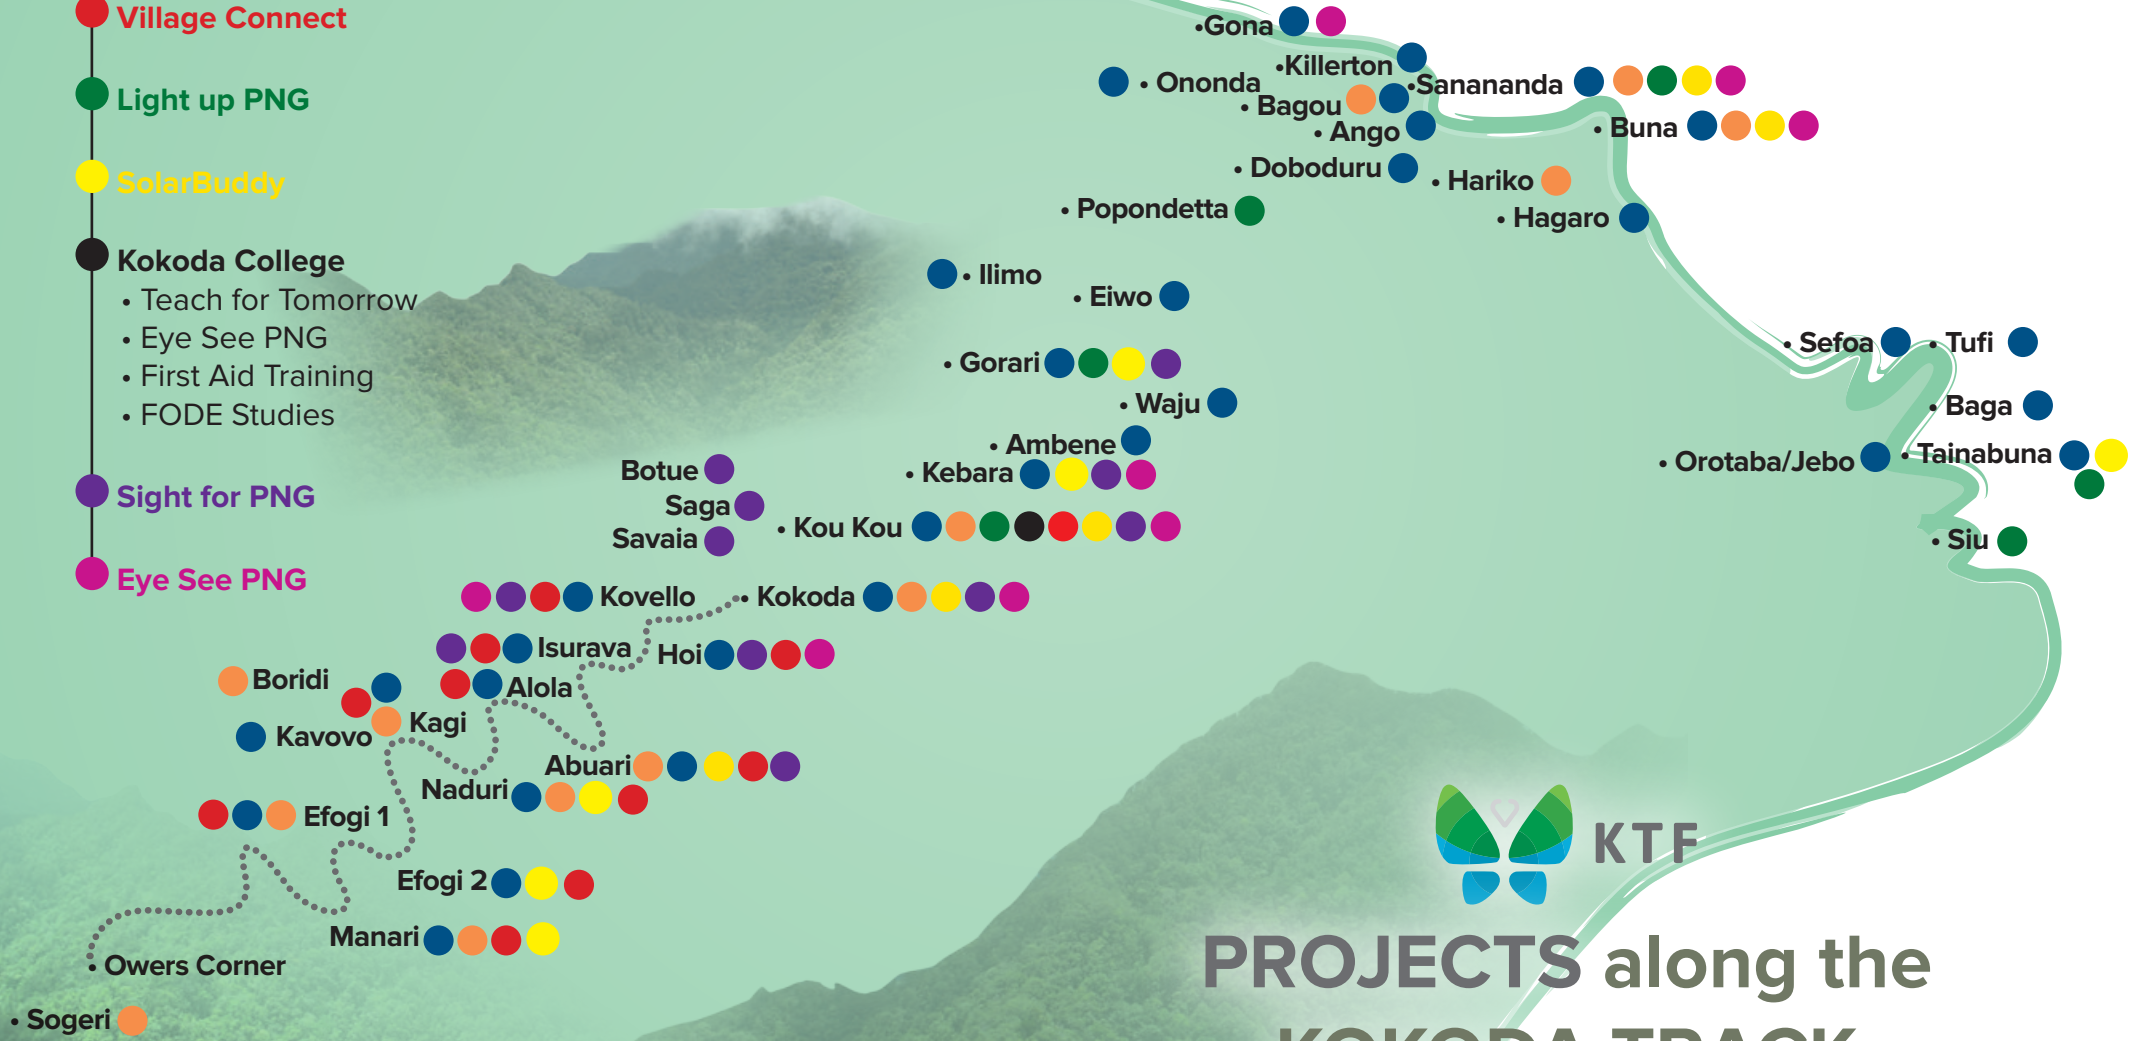 Village Connect
Light up PNG
SolarBuddy
Kokoda College
• Teach for Tomorrow
• Eye See PNG
• First Aid Training
• FODE Studies
Sight for PNG
Eye See PNG
•Gona
•Killerton
• Ononda
•Sanananda
• Bagou
• Ango
• Buna
• Doboduru
• Hariko
• Popondetta
• Hagaro
• Ilimo
• Eiwo
• Sefoa
• Tufi
• Gorari
• Waju
• Baga
• Ambene
• Orotaba/Jebo
• Tainabuna
Botue
• Kebara
Saga
• Kou Kou
Savaia
• Siu
Kovello
• Kokoda
Isurava
Hoi
Boridi
Alola
Kagi
Kavovo
Abuari
Naduri
Efogi 1
Efogi 2
Manari
• Owers Corner
• Sogeri
KTF
PROJECTS along the
KOKODA TRACK